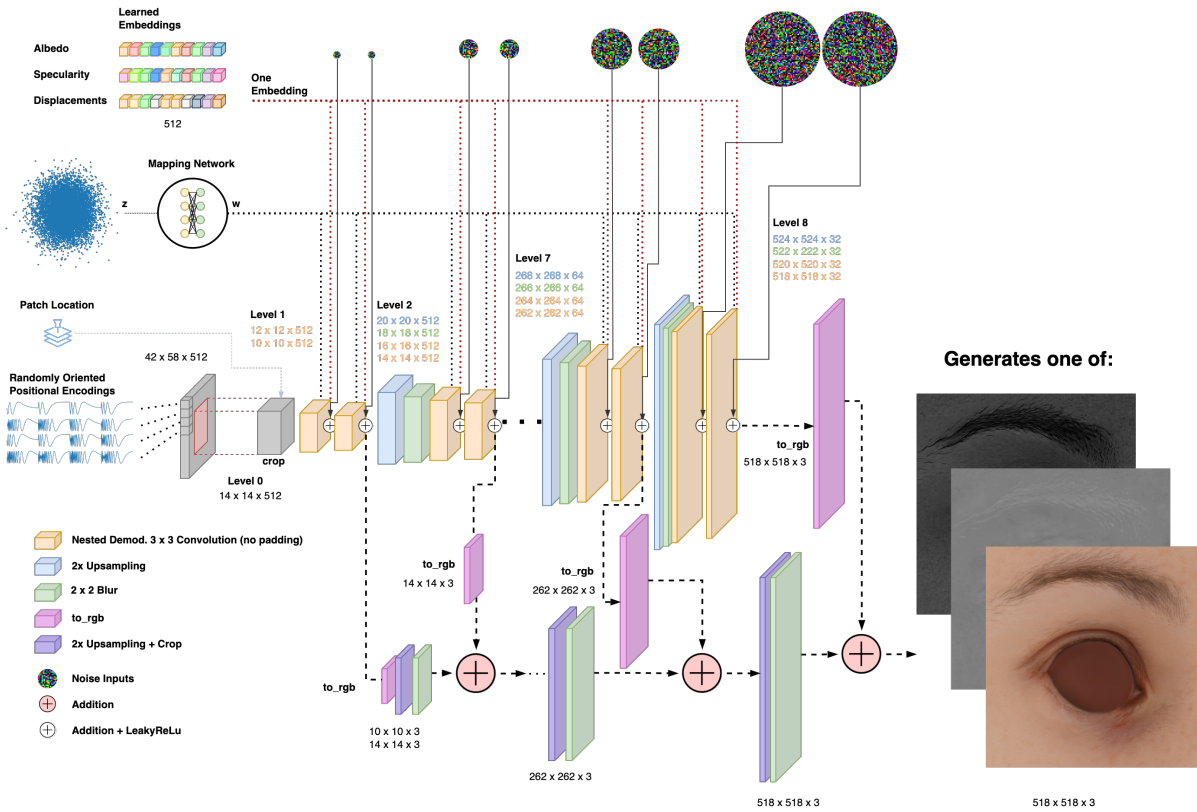 Learned
Embeddings
Albedo
Specularity
Displacements
512
One
Embedding
Mapping Network
z
w
Patch Location
42 x 58 x 512
Randomly Oriented
Positional Encodings
crop
Level 0
14 x 14 x 512
Level 1
12 x 12 x 512
10 x 10 x 512
Level 2
20 x 20 x 512
18 x 18 x 512
16 x 16 x 512
14 x 14 x 512
Level 7
268 x 268 x 64
266 x 266 x 64
264 x 264 x 64
262 x 262 x 64
Level 8
524 x 524 x 32
522 x 222 x 32
520 x 520 x 32
518 x 518 x 32
to_rgb
518 x 518 x 3
to_rgb
14 x 14 x 3
to_rgb
262 x 262 x 3
to_rgb
10 x 10 x 3
14 x 14 x 3
262 x 262 x 3
518 x 518 x 3
Nested Demod. 3 x 3 Convolution (no padding)
2x Upsampling
2 x 2 Blur
to_rgb
2x Upsampling + Crop
Noise Inputs
Addition
Addition + LeakyReLu
Generates one of:
518 x 518 x 3